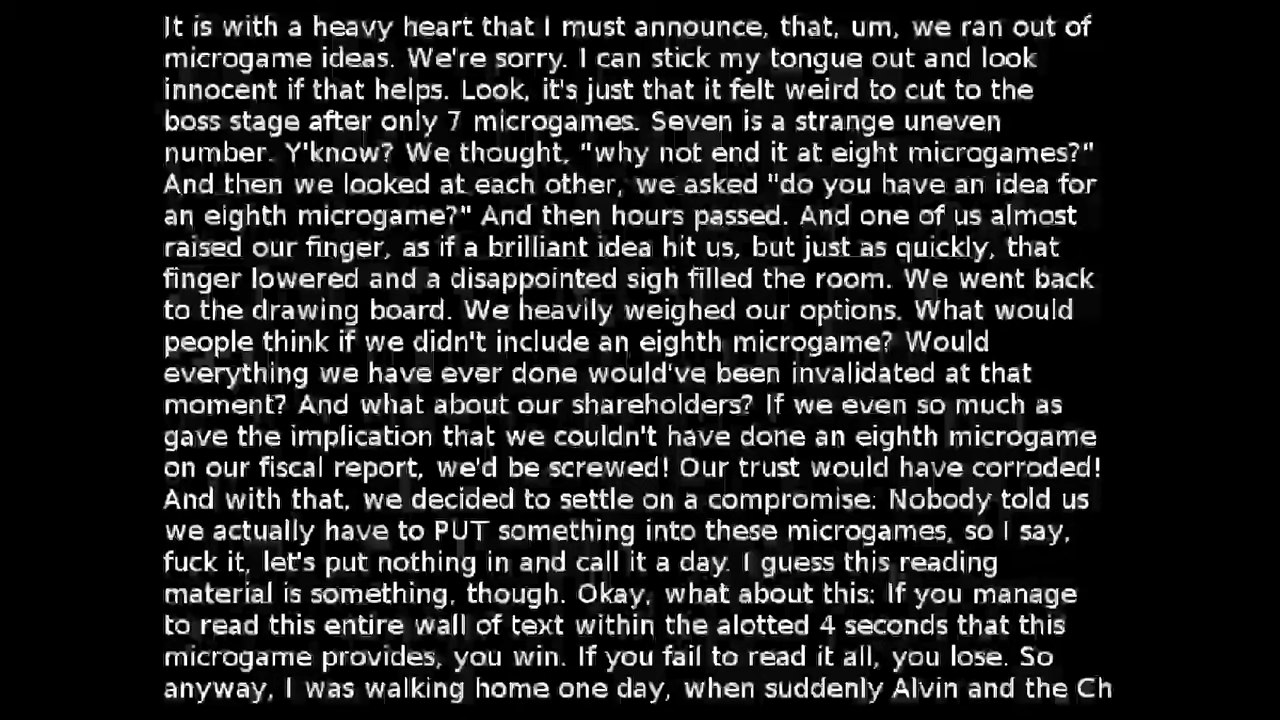 It is with a heavy heart that I must announce, that, um, we ran out of
microgame ideas. We're sorry. I can stick my tongue out and look
innocent if that helps. Look, it's just that it felt weird to cut to the
boss stage after only 7 microgames. Seven is a strange uneven
number. Y'know? We thought, "why not end it at eight microgames?"
And then we looked at each other, we asked "do you have an idea for
an eighth microgame?" And then hours passed. And one of us almost
raised our finger, as if a brilliant idea hit us, but just as quickly, that
finger lowered and a disappointed sigh filled the room. We went back
to the drawing board. We heavily weighed our options. What would
people think if we didn't include an eighth microgame? Would
everything we have ever done would've been invalidated at that
moment? And what about our shareholders? If we even so much as
gave the implication that we couldn't have done an eighth microgame
on our fiscal report, we'd be screwed! Our trust would have corroded!
And with that, we decided to settle on a compromise: Nobody told us
we actually have to PUT something into these microgames, so I say,
fuck it, let's put nothing in and call it a day. I guess this reading
material is something, though. Okay, what about this: If you manage
to read this entire wall of text within the alotted 4 seconds that this
microgame provides, you win. If you fail to read it all, you lose. So
anyway, I was walking home one day, when suddenly Alvin and the Ch